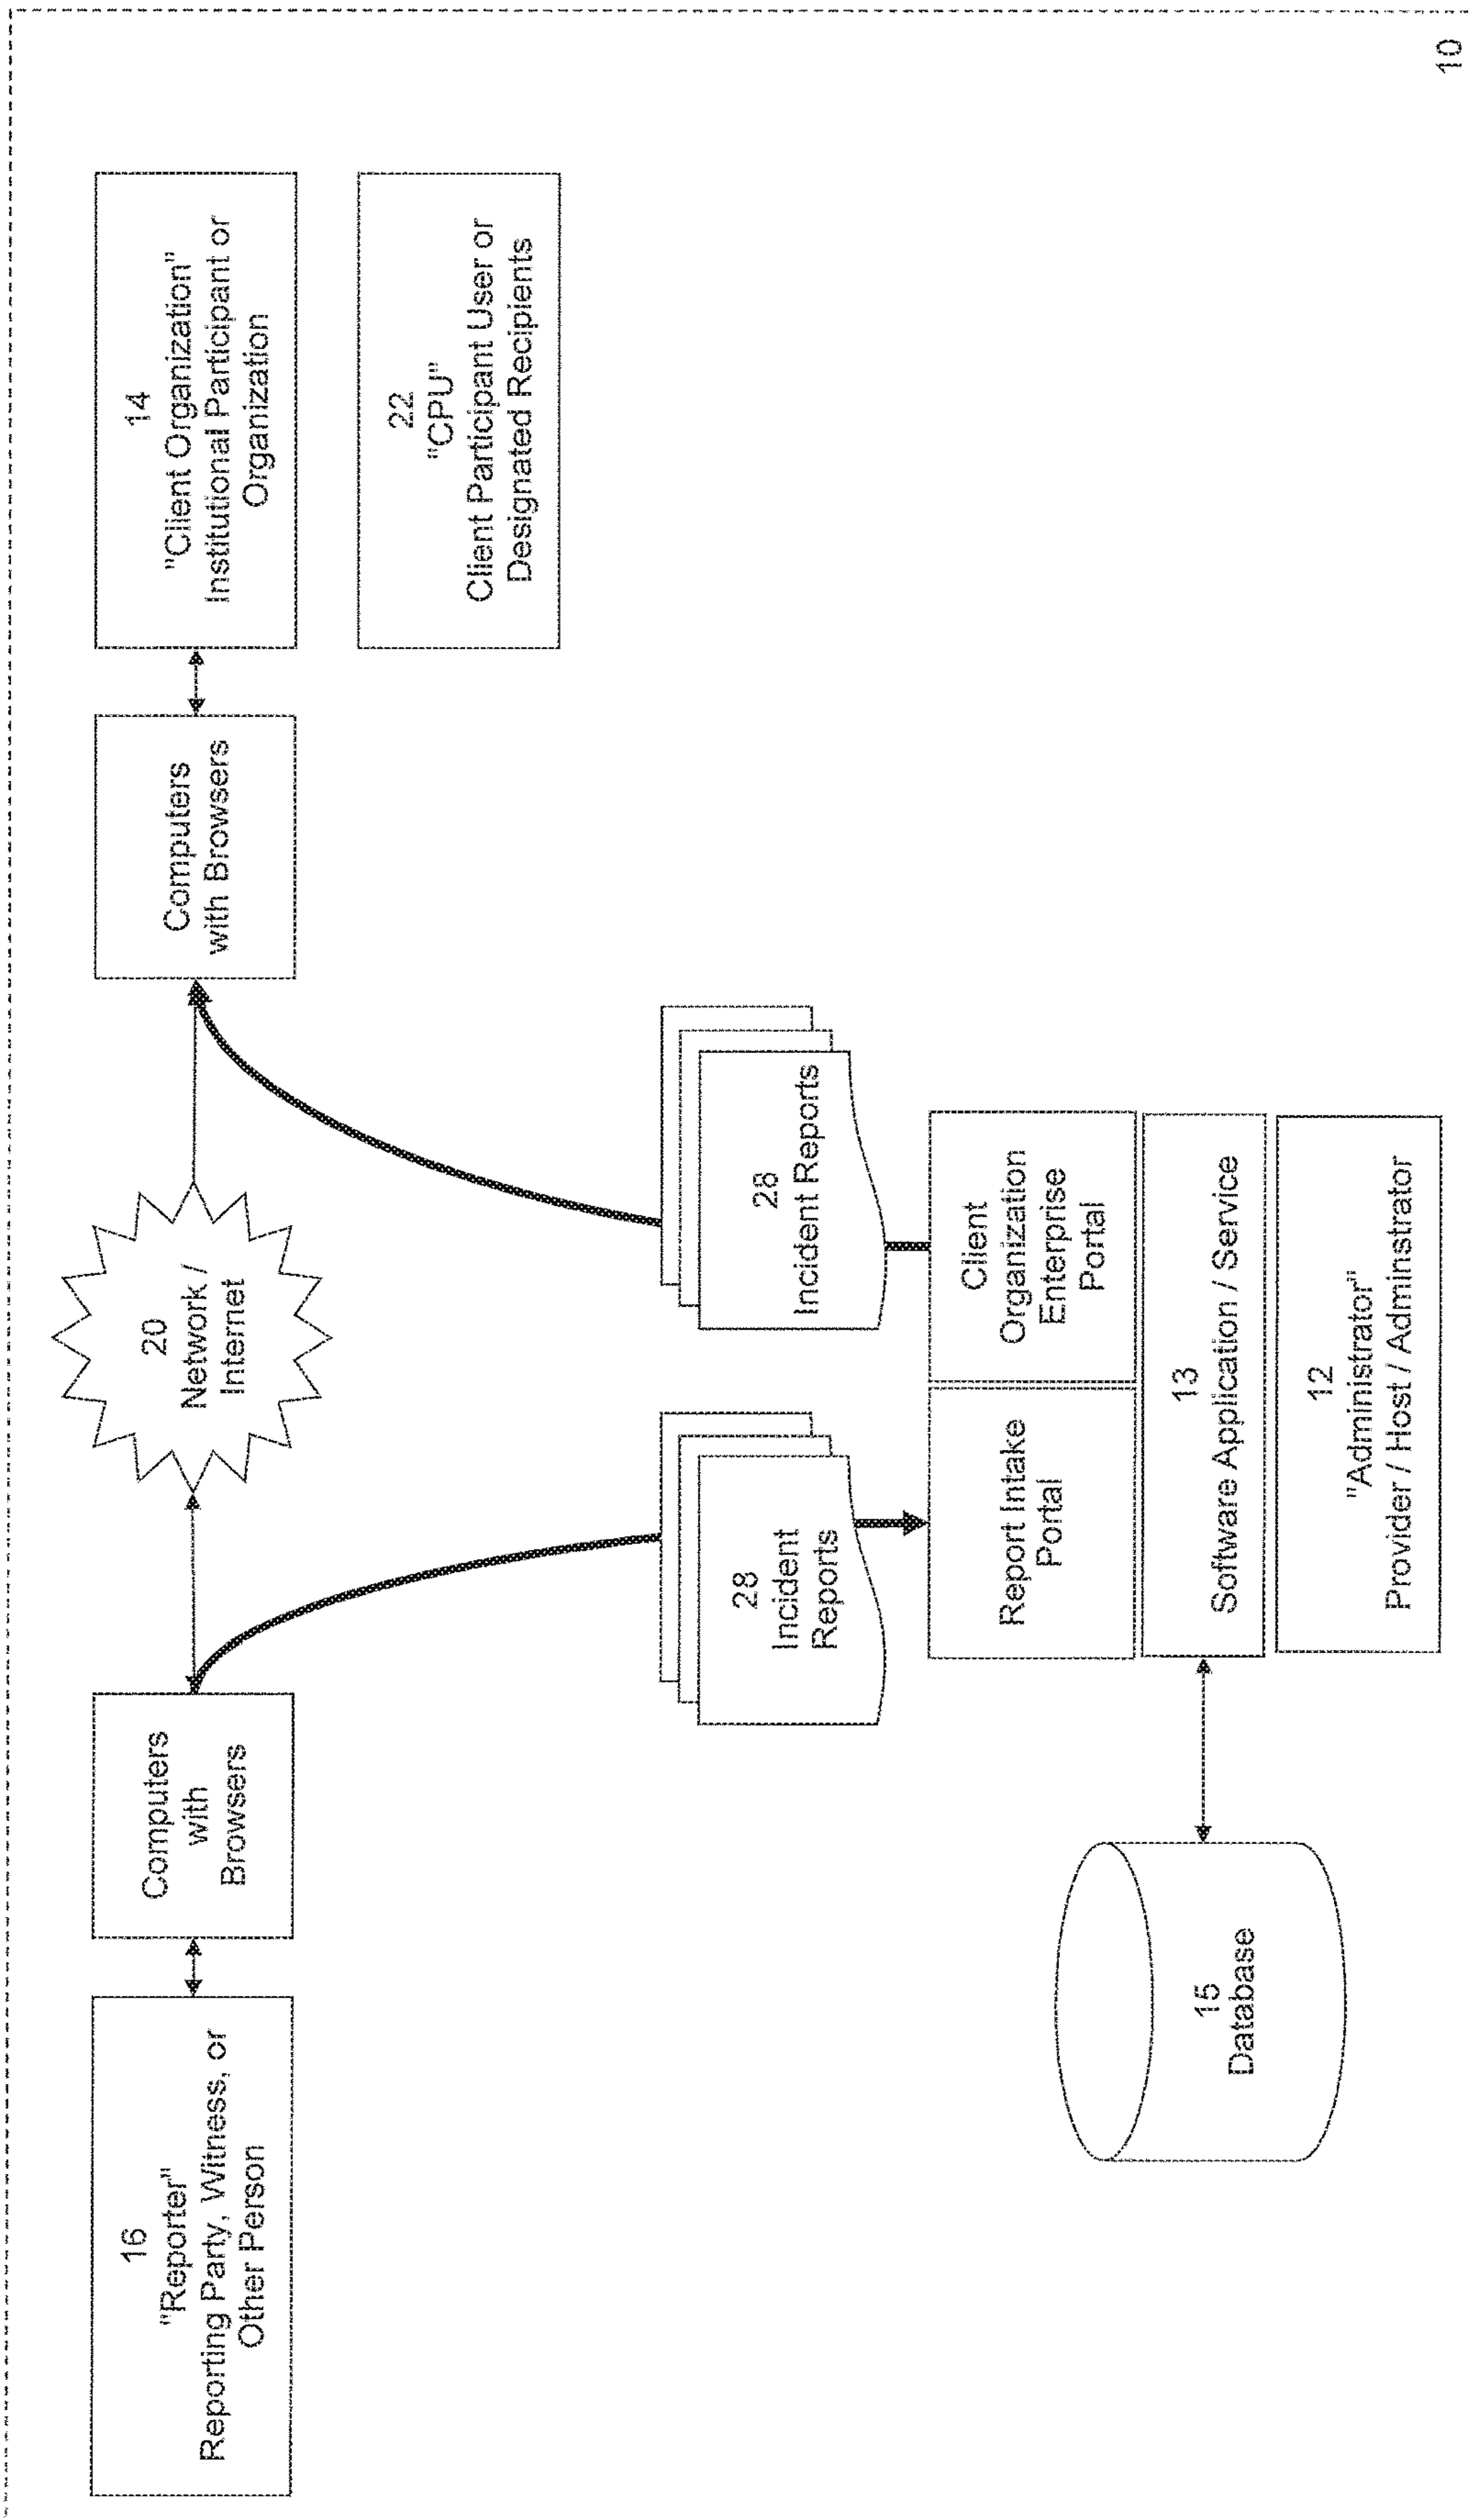 16
"Reporter"
Reporting Party, Witness, or
Other Person
Computers
with
Browsers
20
Network /
Internet
Computers
with Browsers
14
"Client Organization"
Institutional Participant or
Organization
22
"CPU"
Client Participant User or
Designated Recipients
28
Incident
Reports
28
Incident Reports
Report Intake
Portal
Client
Organization
Enterprise
Portal
13
Software Application / Service
12
"Administrator"
Provider / Host / Adminstrator
15
Database
10